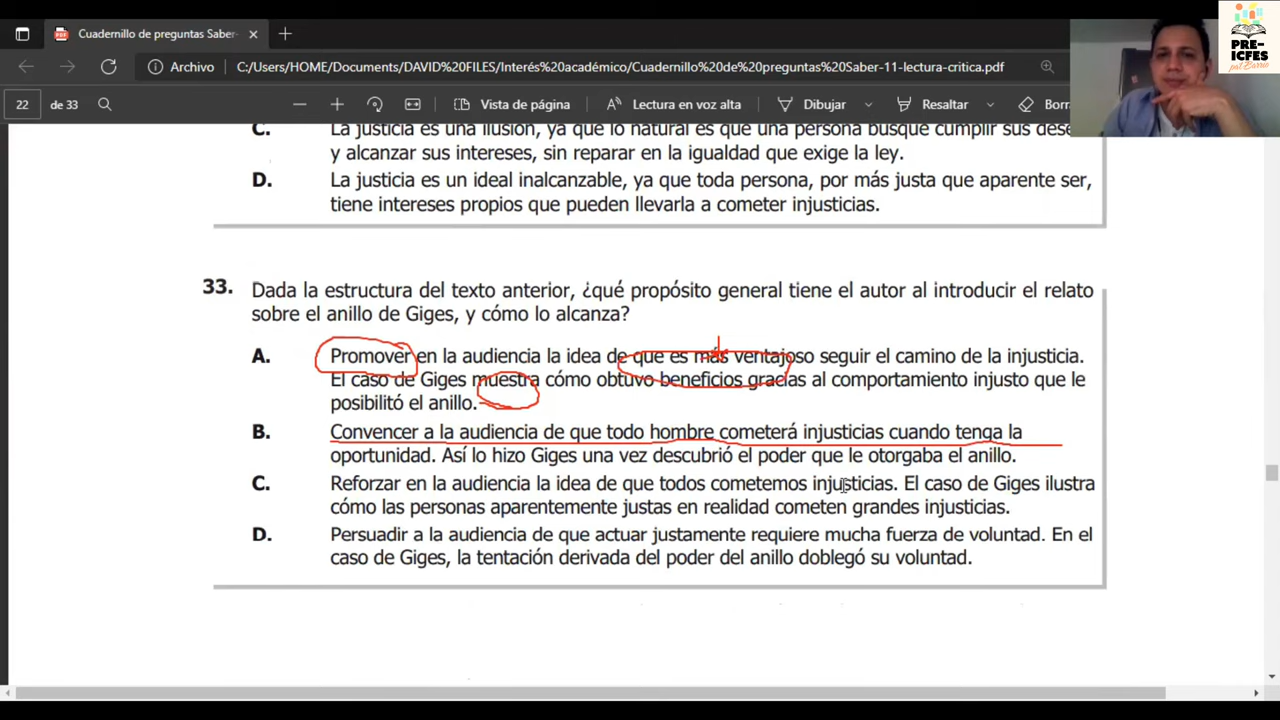 Cuadernillo de preguntas Saber-
Archivo C:/Users/HOME/Documents/DAVID%20FILES/Interés%20académico/Cuadernillo%20de%20preguntas%20Saber-11-lectura-critica.pdf
22 de 33 Vista de página Lectura en voz alta Dibujar Resaltar Borra
PRE-
ICFES
pal Barrio
C. La justicia es una ilusión, ya que lo natural es que una persona busque cumplir sus dese
y alcanzar sus intereses, sin reparar en la igualdad que exige la ley.
D. La justicia es un ideal inalcanzable, ya que toda persona, por más justa que aparente ser,
tiene intereses propios que pueden llevarla a cometer injusticias.
33. Dada la estructura del texto anterior, ¿qué propósito general tiene el autor al introducir el relato
sobre el anillo de Giges, y cómo lo alcanza?
A. Promover en la audiencia la idea de que es más ventajoso seguir el camino de la injusticia.
El caso de Giges muestra cómo obtuvo beneficios gracias al comportamiento injusto que le
posibilitó el anillo.
B. Convencer a la audiencia de que todo hombre cometerá injusticias cuando tenga la
oportunidad. Así lo hizo Giges una vez descubrió el poder que le otorgaba el anillo.
C. Reforzar en la audiencia la idea de que todos cometemos injusticias. El caso de Giges ilustra
cómo las personas aparentemente justas en realidad cometen grandes injusticias.
D. Persuadir a la audiencia de que actuar justamente requiere mucha fuerza de voluntad. En el
caso de Giges, la tentación derivada del poder del anillo doblegó su voluntad.